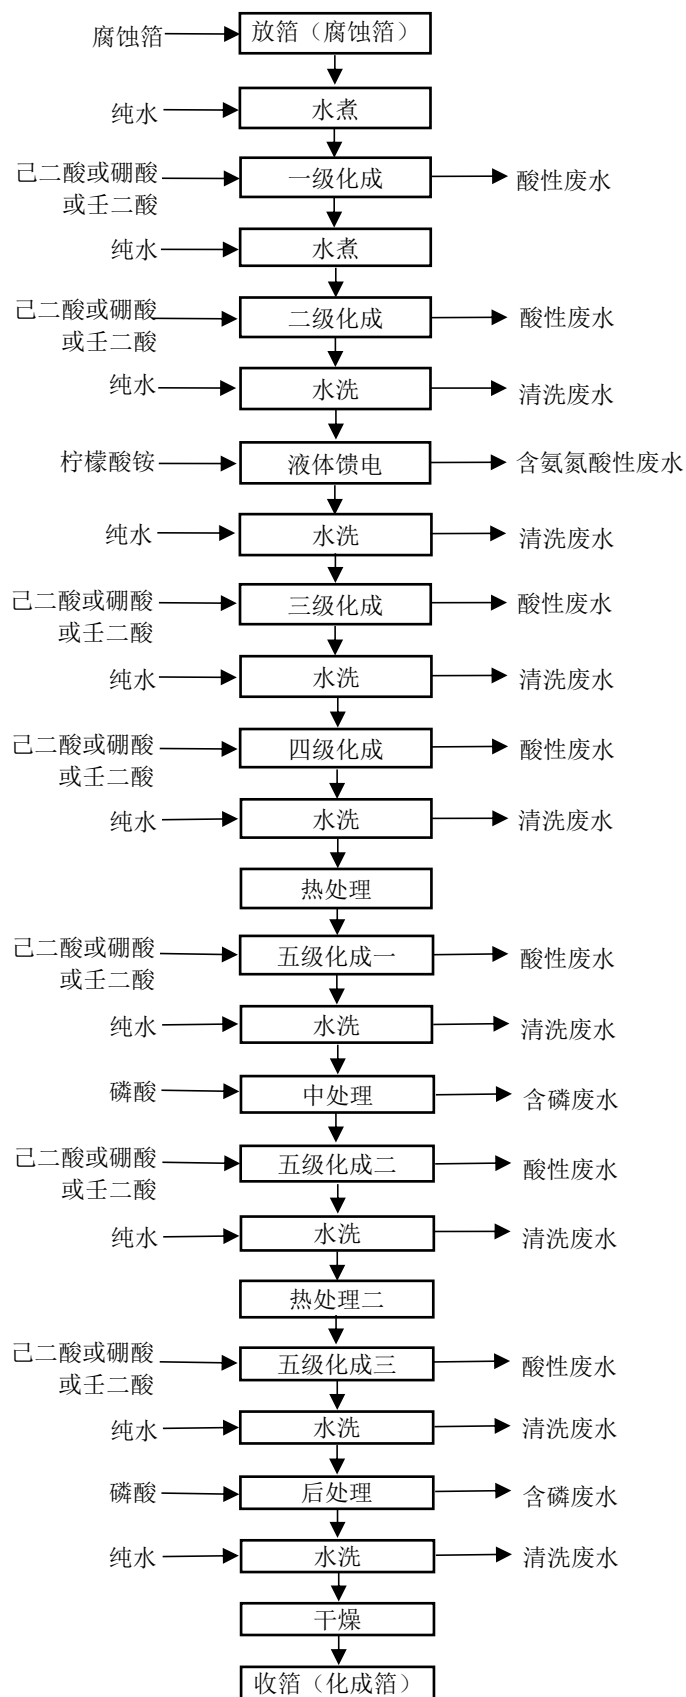 腐蚀箔
放箔（腐蚀箔）
纯水
水煮
己二酸或硼酸
或壬二酸
一级化成
酸性废水
纯水
水煮
己二酸或硼酸
或壬二酸
二级化成
酸性废水
纯水
水洗
清洗废水
柠檬酸铵
液体馈电
含氨氮酸性废水
纯水
水洗
清洗废水
己二酸或硼酸
或壬二酸
三级化成
酸性废水
纯水
水洗
清洗废水
己二酸或硼酸
或壬二酸
四级化成
酸性废水
纯水
水洗
清洗废水
热处理
己二酸或硼酸
或壬二酸
五级化成一
酸性废水
纯水
水洗
清洗废水
磷酸
中处理
含磷废水
己二酸或硼酸
或壬二酸
五级化成二
酸性废水
纯水
水洗
清洗废水
热处理二
己二酸或硼酸
或壬二酸
五级化成三
酸性废水
纯水
水洗
清洗废水
磷酸
后处理
含磷废水
纯水
水洗
清洗废水
干燥
收箔（化成箔）